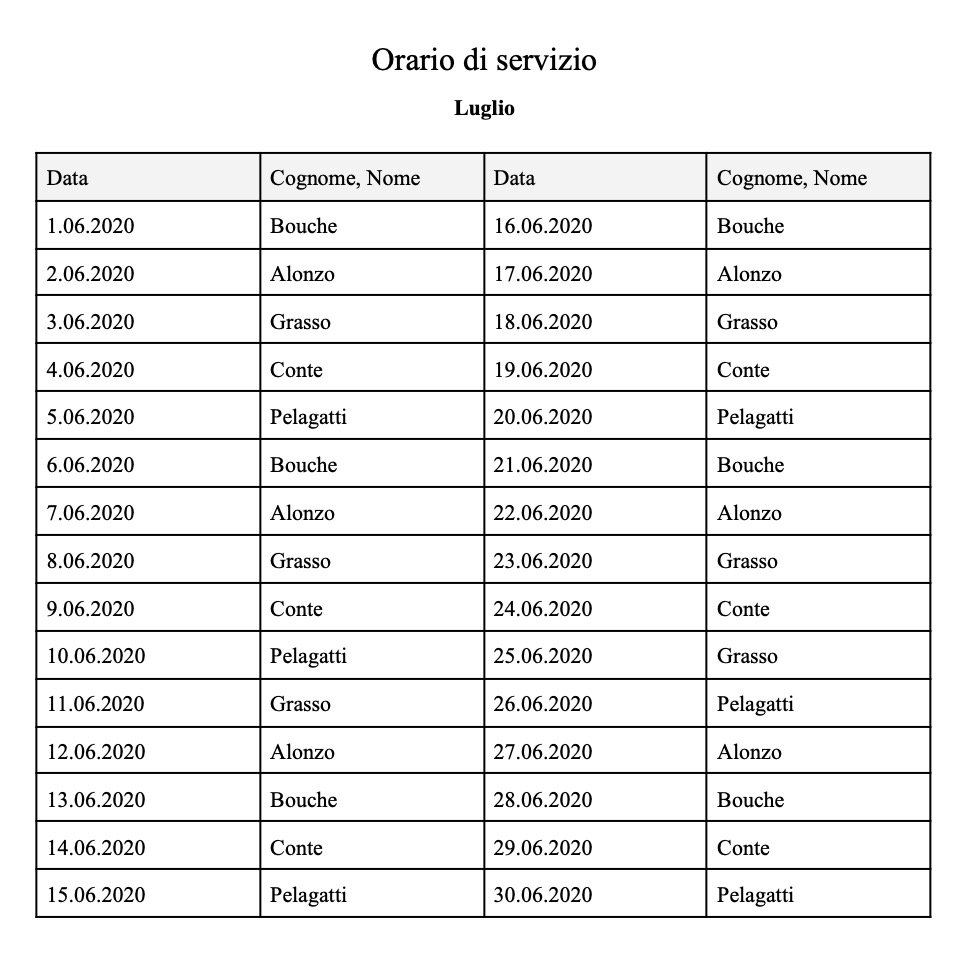 Orario di servizio
Luglio
Data Cognome, Nome Data Cognome, Nome
1.06.2020 Bouche 16.06.2020 Bouche
2.06.2020 Alonzo 17.06.2020 Alonzo
3.06.2020 Grasso 18.06.2020 Grasso
4.06.2020 Conte 19.06.2020 Conte
5.06.2020 Pelagatti 20.06.2020 Pelagatti
6.06.2020 Bouche 21.06.2020 Bouche
7.06.2020 Alonzo 22.06.2020 Alonzo
8.06.2020 Grasso 23.06.2020 Grasso
9.06.2020 Conte 24.06.2020 Conte
10.06.2020 Pelagatti 25.06.2020 Grasso
11.06.2020 Grasso 26.06.2020 Pelagatti
12.06.2020 Alonzo 27.06.2020 Alonzo
13.06.2020 Bouche 28.06.2020 Bouche
14.06.2020 Conte 29.06.2020 Conte
15.06.2020 Pelagatti 30.06.2020 Pelagatti